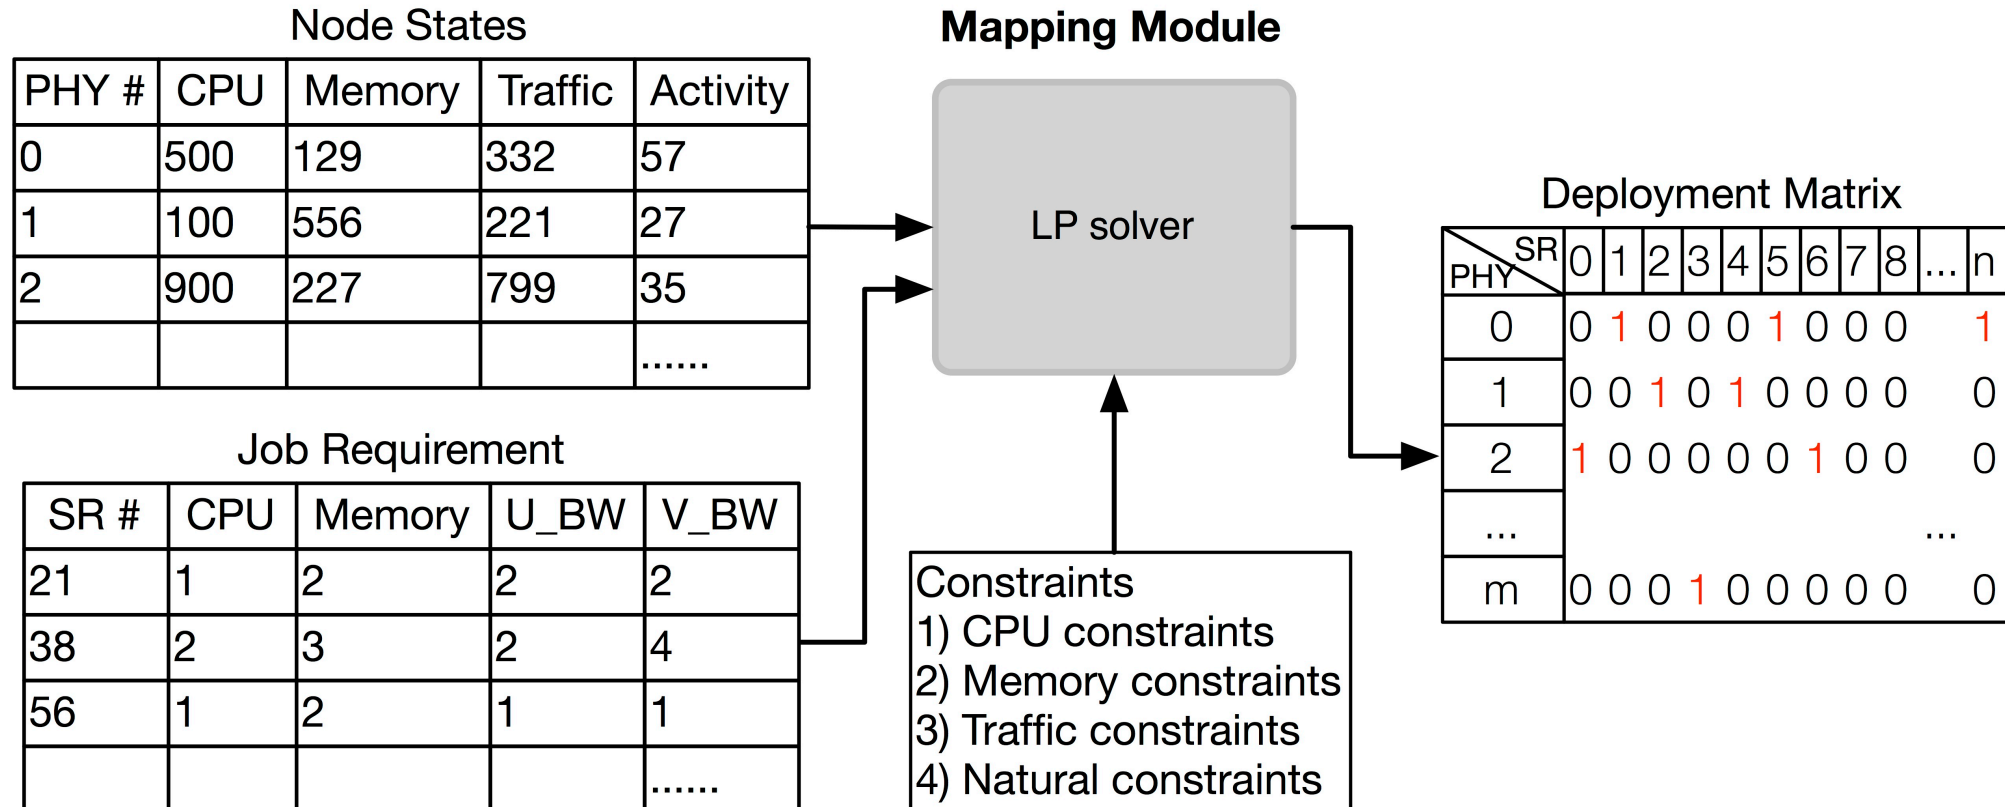 Node States
PHY # CPU Memory Traffic Activity
0 500 129 332 57
1 100 556 221 27
2 900 227 799 35
......
Job Requirement
SR # CPU Memory U_BW V_BW
21 1 2 2 2
38 2 3 2 4
56 1 2 1 1
......
Mapping Module
LP solver
Constraints
1) CPU constraints
2) Memory constraints
3) Traffic constraints
4) Natural constraints
Deployment Matrix
SR
PHY
0 1 2 3 4 5 6 7 8 ... n
0 0 1 0 0 0 1 0 0 0 1
1 0 0 1 0 1 0 0 0 0 0
2 1 0 0 0 0 0 1 0 0 0
... ...
m 0 0 0 1 0 0 0 0 0 0